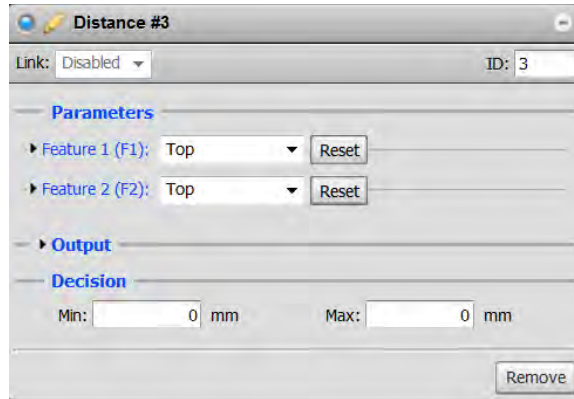 Distance #3
Link: Disabled ID: 3
Parameters
Feature 1 (F1): Top Reset
Feature 2 (F2): Top Reset
Output
Decision
Min: 0 mm Max: 0 mm
Remove